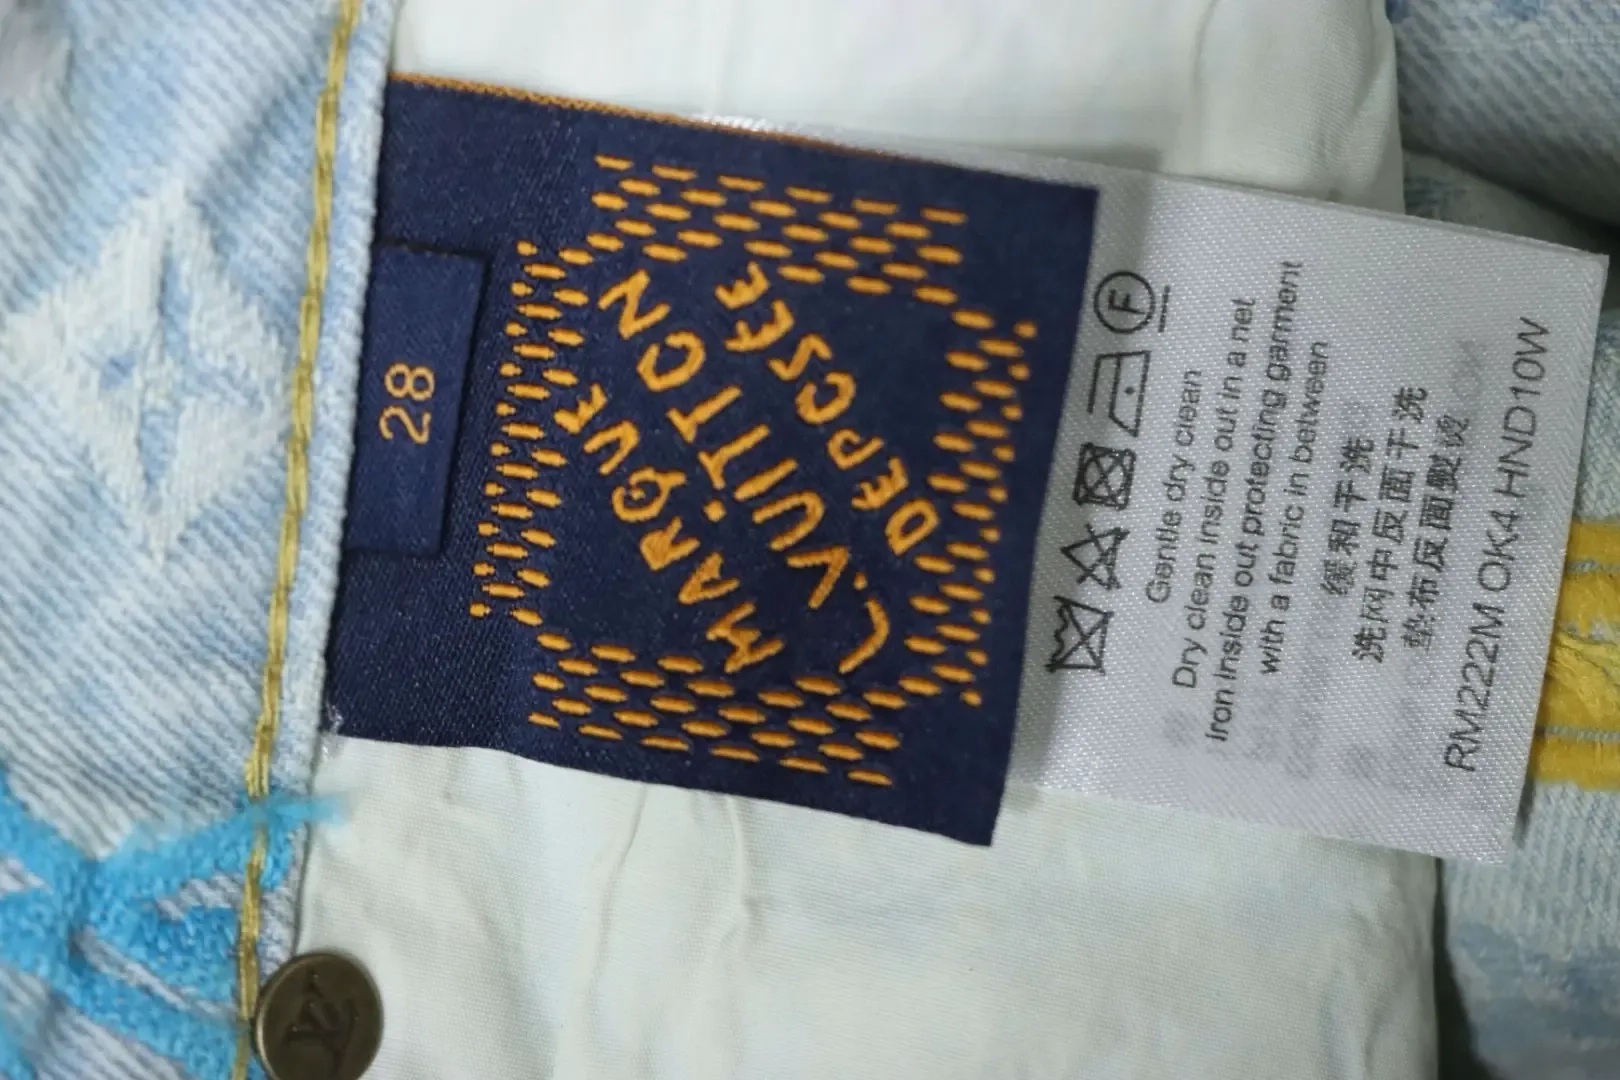 28
MARQUE
L.VUITTON
DEPOSEE
F
Gentle dry clean
Dry clean inside out in a net
Iron inside out protecting garment
with a fabric in between
缓和干洗
洗网中反面干洗
垫布反面熨烫
RM222M OK4 HND10W
LV